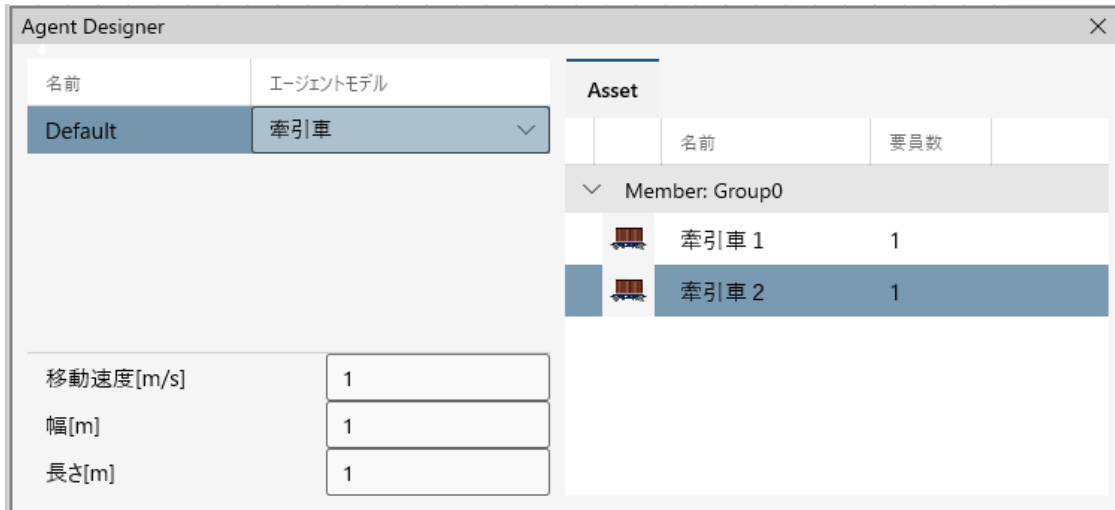 Agent Designer
名前 エージェントモデル
Default 牽引車
移動速度[m/s] 1
幅[m] 1
長さ[m] 1
Asset
名前 要員数
Member: Group0
牽引車 1 1
牽引車 2 1